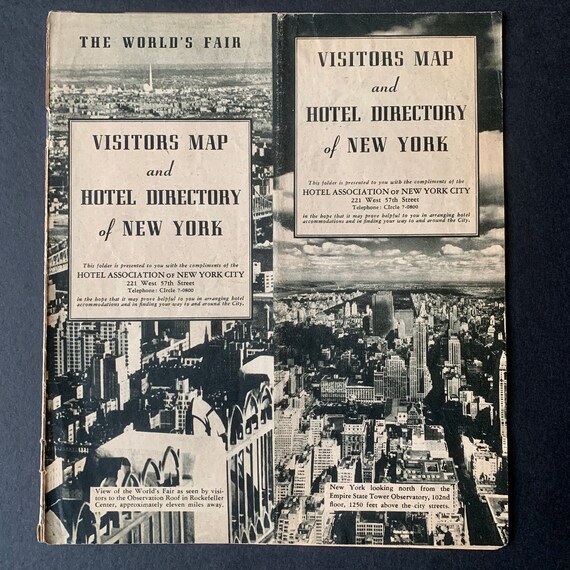 THE WORLD'S FAIR
VISITORS MAP
and
HOTEL DIRECTORY
of NEW YORK
This folder is presented to you with the compliments of the
HOTEL ASSOCIATION OF NEW YORK CITY
221 West 57th Street
Telephone: CIrcle 7-0800
in the hope that it may prove helpful to you in arranging hotel
accommodations and in finding your way to and around the City.
View of the World's Fair as seen by visi-
tors to the Observation Roof in Rockefeller
Center, approximately eleven miles away.
VISITORS MAP
and
HOTEL DIRECTORY
of NEW YORK
This folder is presented to you with the compliments of the
HOTEL ASSOCIATION OF NEW YORK CITY
221 West 57th Street
Telephone: CIrcle 7-0800
in the hope that it may prove helpful to you in arranging hotel
accommodations and in finding your way to and around the City.
New York looking north from the
Empire State Tower Observatory, 102nd
floor, 1250 feet above the city streets.